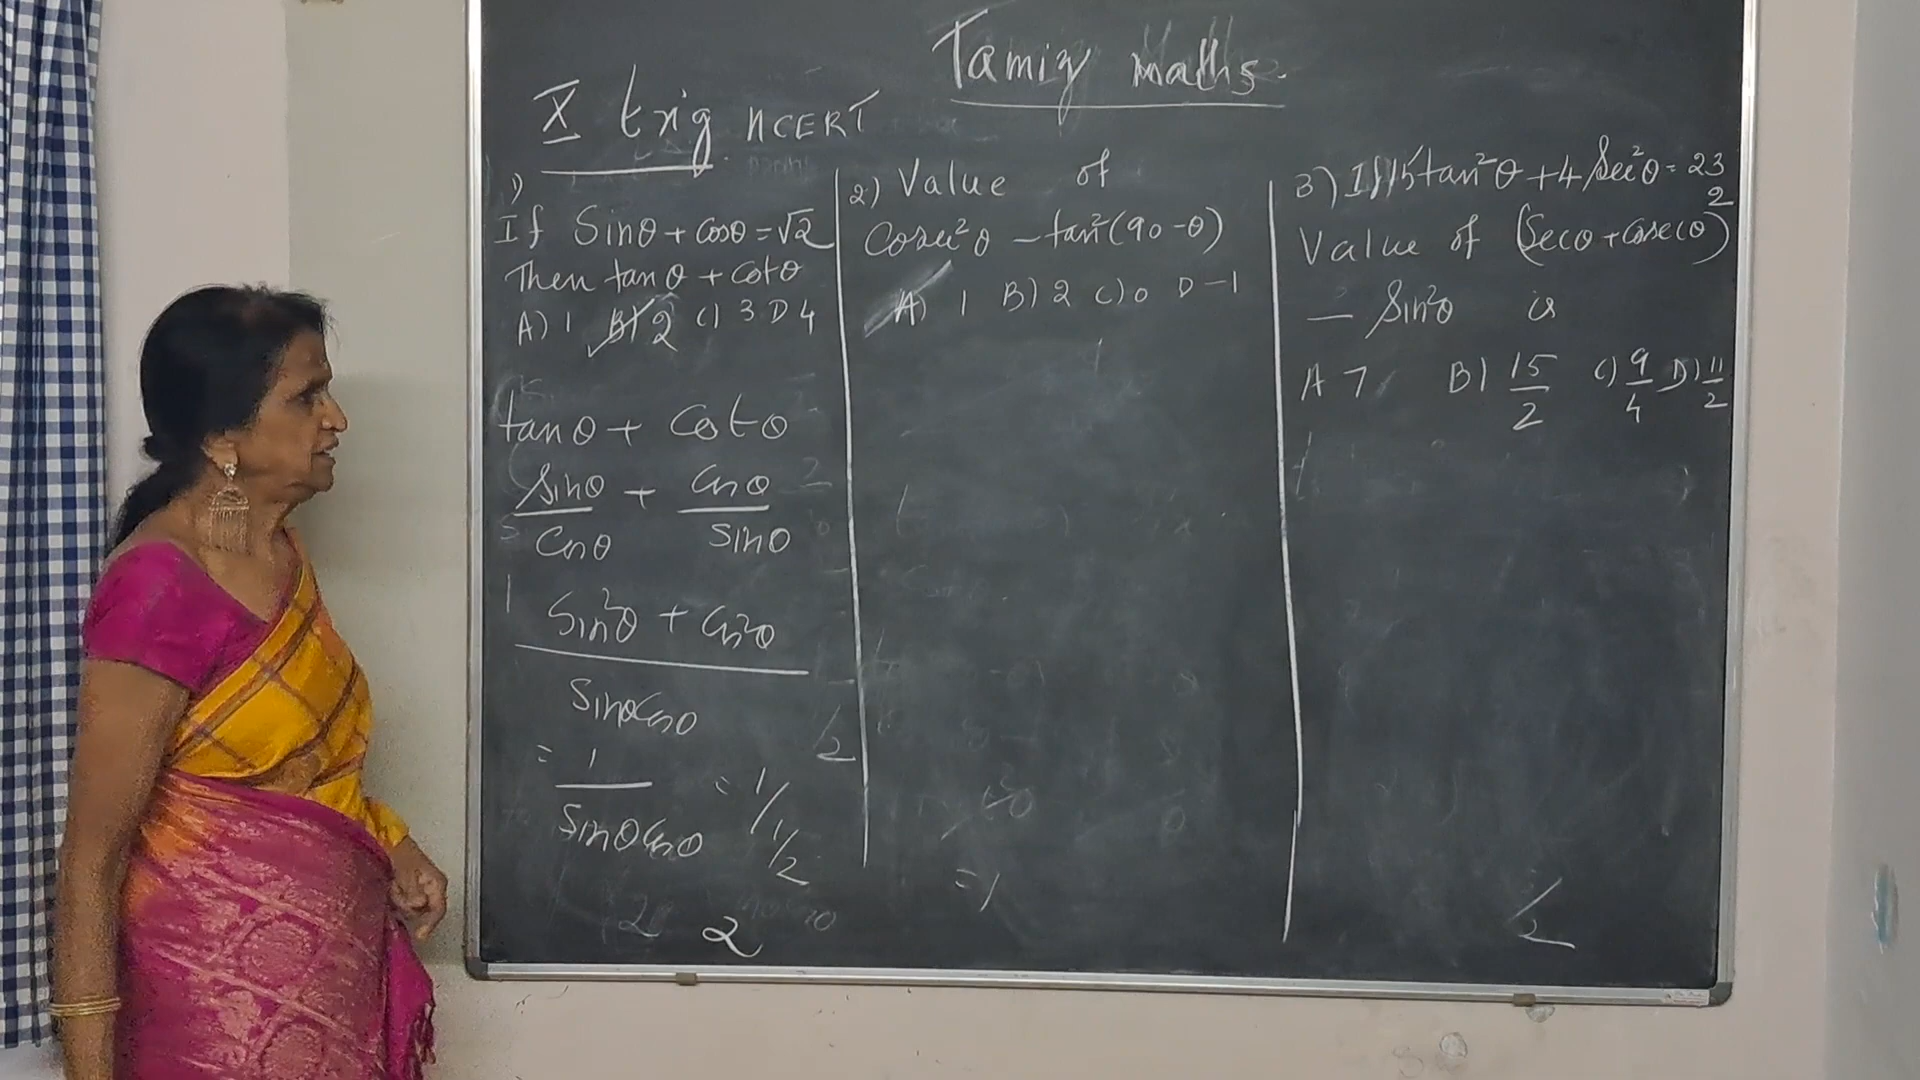 Tamizh maths.
X trig NCERT
1)
If Sinθ + cosθ = √2
Then tanθ + cotθ
A) 1 B) 2 C) 3 D 4
tanθ + Cotθ
Sinθ/Cosθ + Cosθ/Sinθ
Sin²θ + Cos²θ
SinθCosθ
= 1/SinθCosθ = 1/1/2
2
2) Value of
Cosec²θ - tan²(90-θ)
A) 1 B) 2 C) 0 D -1
=1
3) If 15tan²θ + 4 Sec²θ = 23
Value of (Secθ + Cosecθ)²
- Sin²θ is
A 7 B) 15/2 C) 9/4 D) 11/2